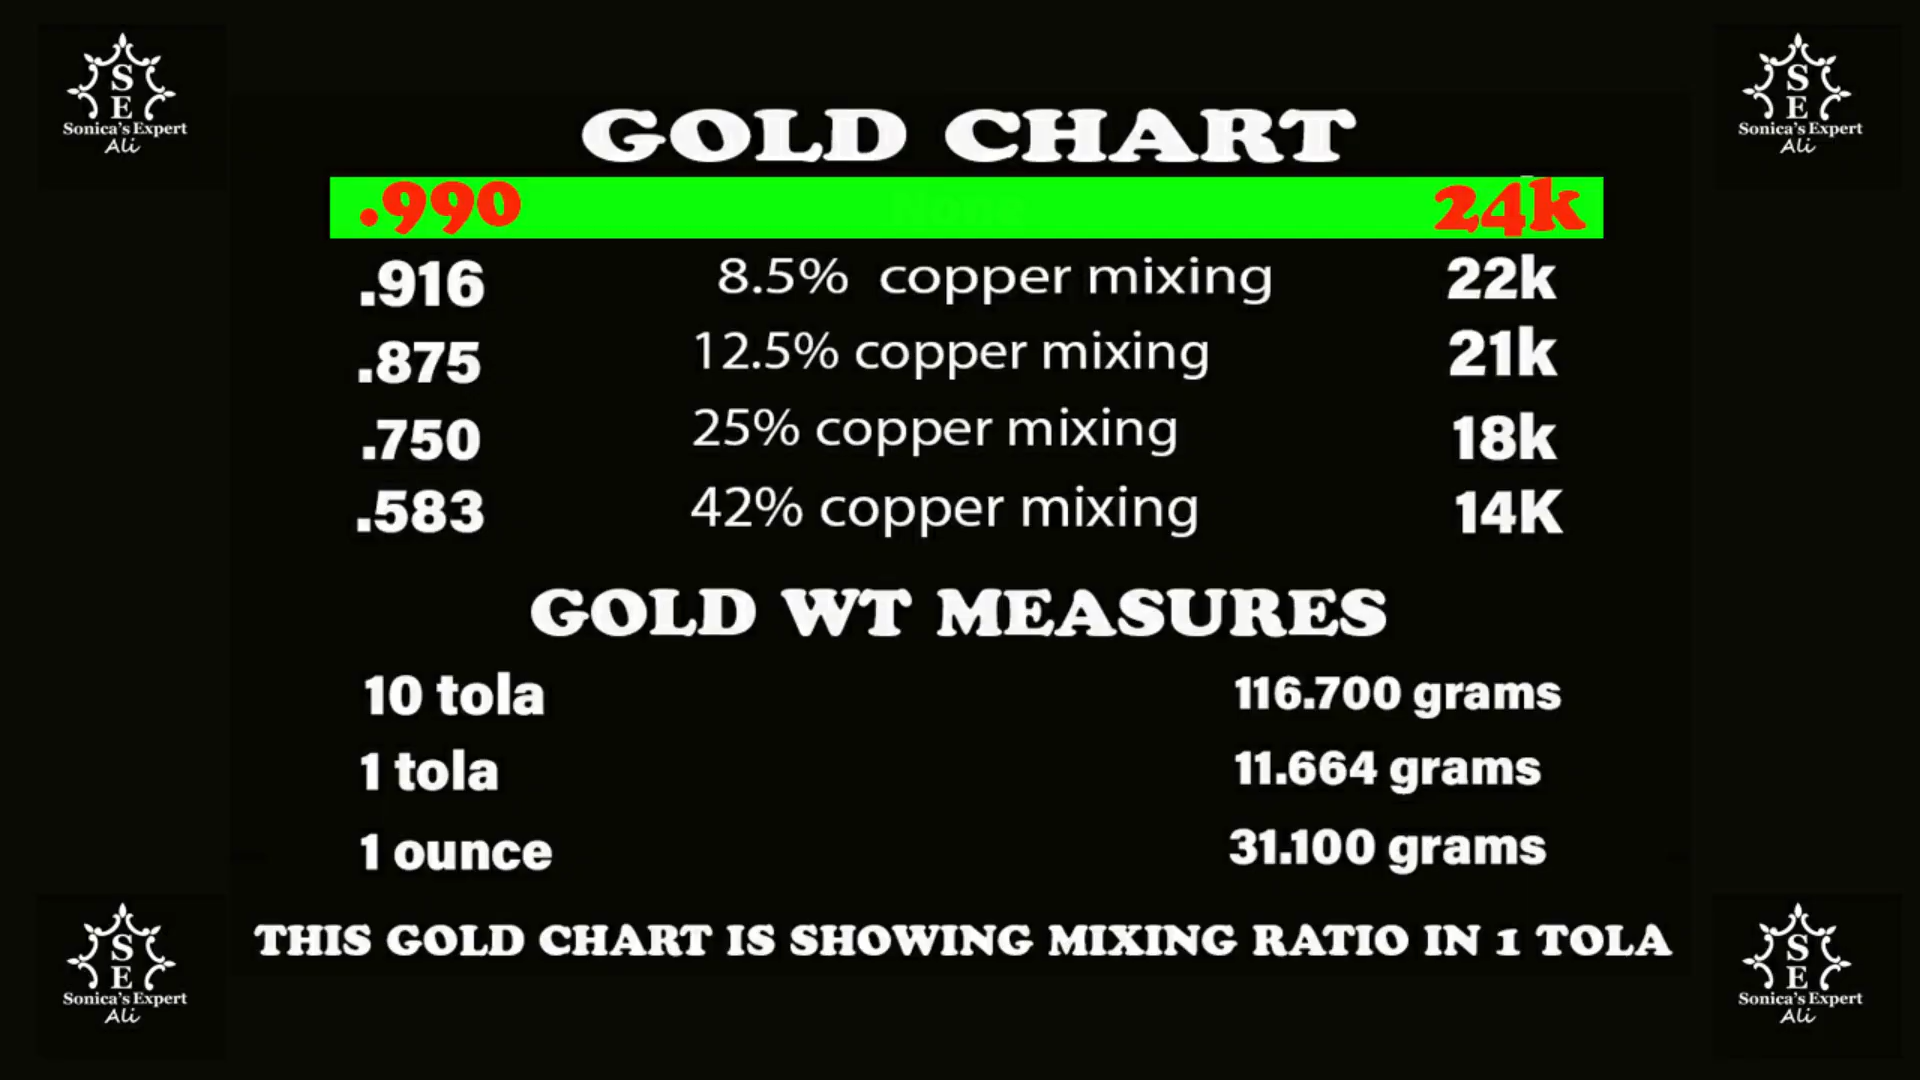 S
E
Sonica's Expert
Ali
S
E
Sonica's Expert
Ali
GOLD CHART
.990 None 24k
.916 8.5% copper mixing 22k
.875 12.5% copper mixing 21k
.750 25% copper mixing 18k
.583 42% copper mixing 14K
GOLD WT MEASURES
10 tola 116.700 grams
1 tola 11.664 grams
1 ounce 31.100 grams
THIS GOLD CHART IS SHOWING MIXING RATIO IN 1 TOLA
S
E
Sonica's Expert
Ali
S
E
Sonica's Expert
Ali